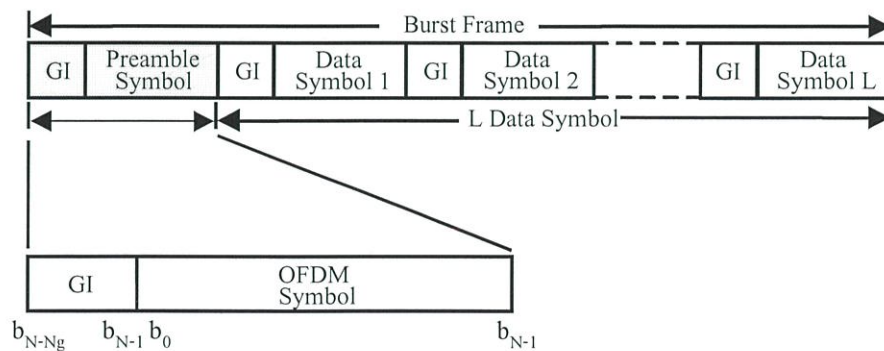 Burst Frame
GI Preamble Symbol GI Data Symbol 1 GI Data Symbol 2 GI Data Symbol L
L Data Symbol
GI OFDM Symbol
b_{N-Ng} b_{N-1} b_0 b_{N-1}